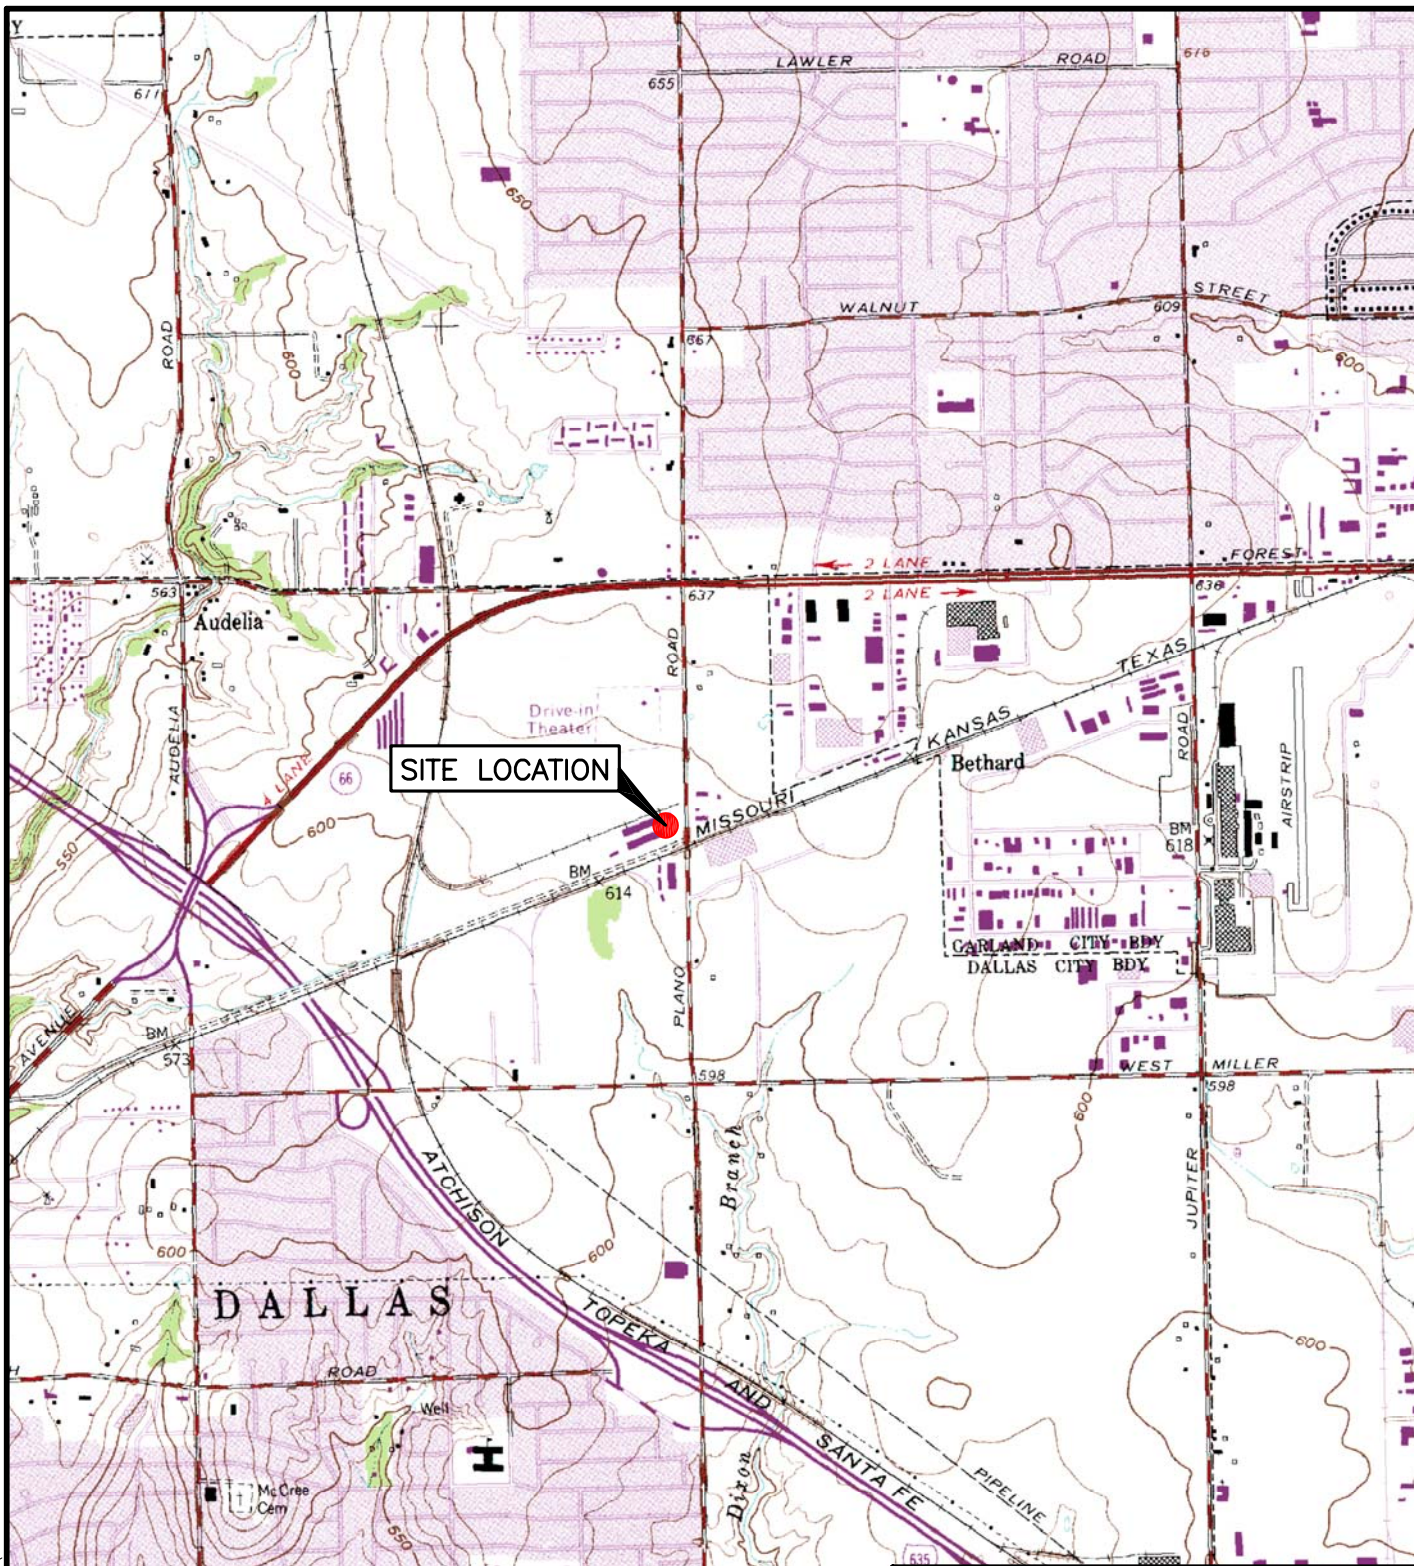 Y
LAWLER ROAD
616
611
655
650
ROAD
600
WALNUT STREET
609
667
600
FOREST
2 LANE
2 LANE
563
637
636
Audelia
ROAD
TEXAS
Drive-in
Theater
AUDELIA
KANSAS
ROAD
SITE LOCATION
4 LANE
66
Bethard
AIRSTRIP
MISSOURI
600
550
BM
618
BM
614
GARLAND CITY BDY
DALLAS CITY BDY
PLANO
AVENUE
BM
573
598
WEST MILLER
598
600
Branch
ATCHISON
JUPITER
600
600
DALLAS
TOPEKA
600
H
ROAD
AND
Well
SANTA FE
PIPELINE
McCree
Cem
Dixon
650
635